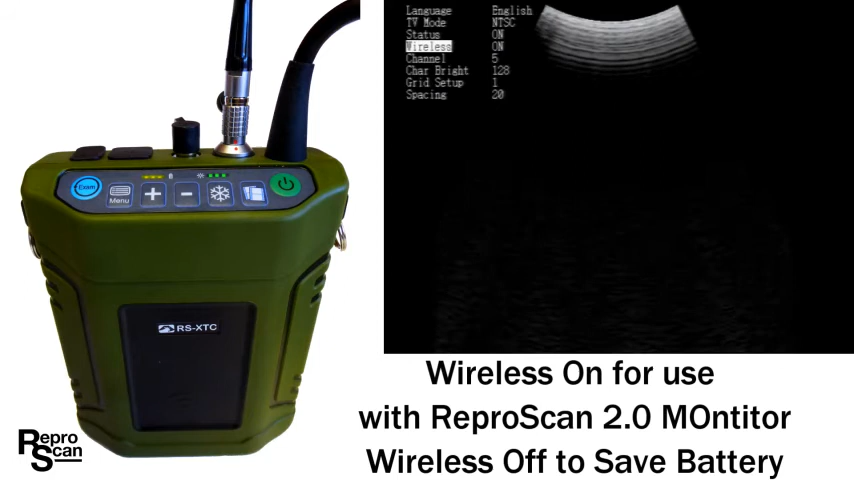 Language English
TV Mode NTSC
Status ON
Wireless ON
Channel 5
Char Bright 128
Grid Setup 1
Spacing 20
Exam
Menu
RS-XTC
Wireless On for use
with ReproScan 2.0 MOntitor
Wireless Off to Save Battery
Repro
Scan